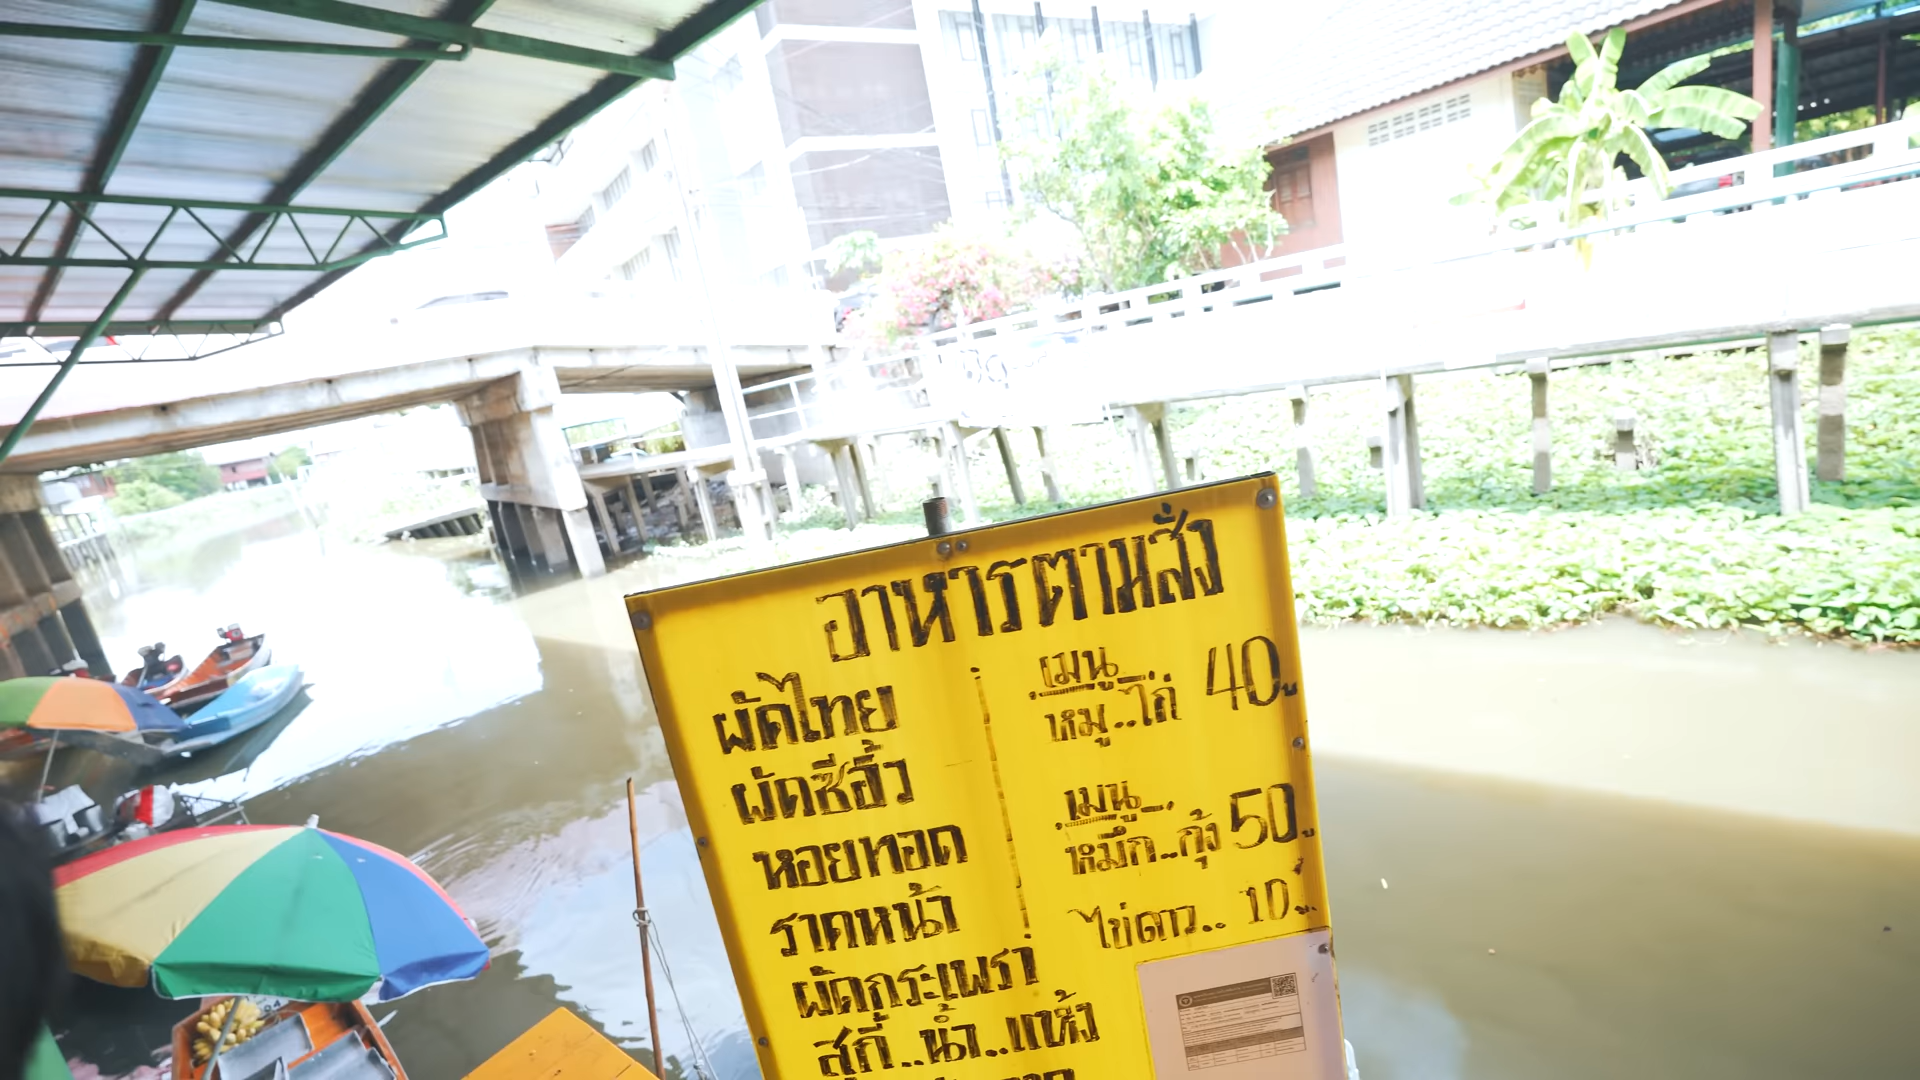 อาหารตามสั่ง
ผัดไทย
ผัดซีอิ้ว
หอยทอด
ราดหน้า
ผัดกระเพรา
สุกี้..น้ำ..แห้ง
เมนู
หมู..ไก่ 40.-
เมนู
หมึก..กุ้ง 50.-
ไข่ดาว.. 10.-